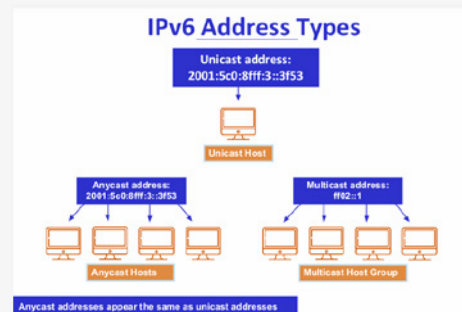 IPv6 Address Types
Unicast address:
2001:5c0:8fff:3::3f53
Unicast Host
Anycast address:
2001:5c0:8fff:3::3f53
Multicast address:
ff02::1
Anycast Hosts
Multicast Host Group
Anycast addresses appear the same as unicast addresses